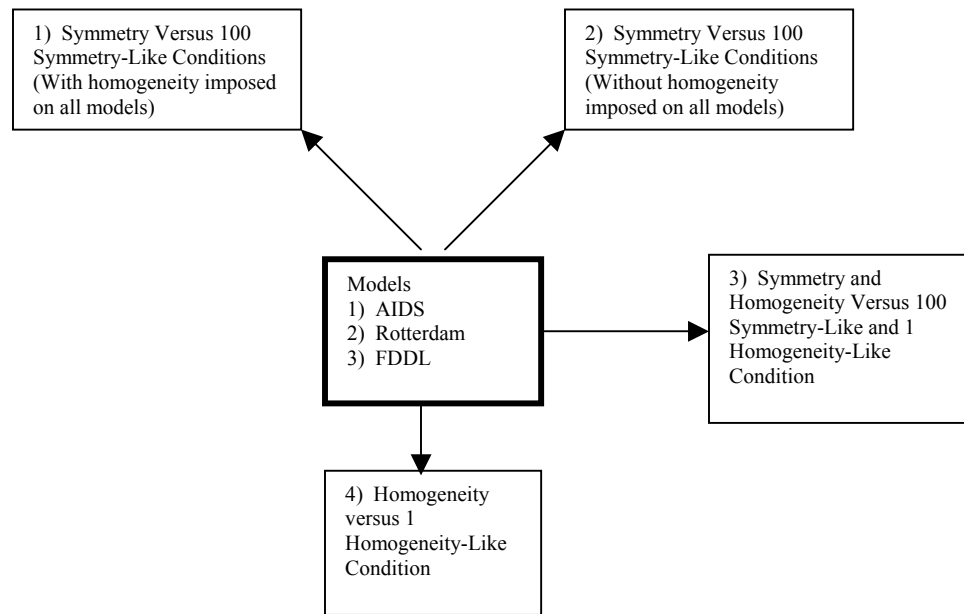 1) Symmetry Versus 100
Symmetry-Like Conditions
(With homogeneity imposed
on all models)
2) Symmetry Versus 100
Symmetry-Like Conditions
(Without homogeneity
imposed on all models)
Models
1) AIDS
2) Rotterdam
3) FDDL
3) Symmetry and
Homogeneity Versus 100
Symmetry-Like and 1
Homogeneity-Like
Condition
4) Homogeneity
versus 1
Homogeneity-Like
Condition